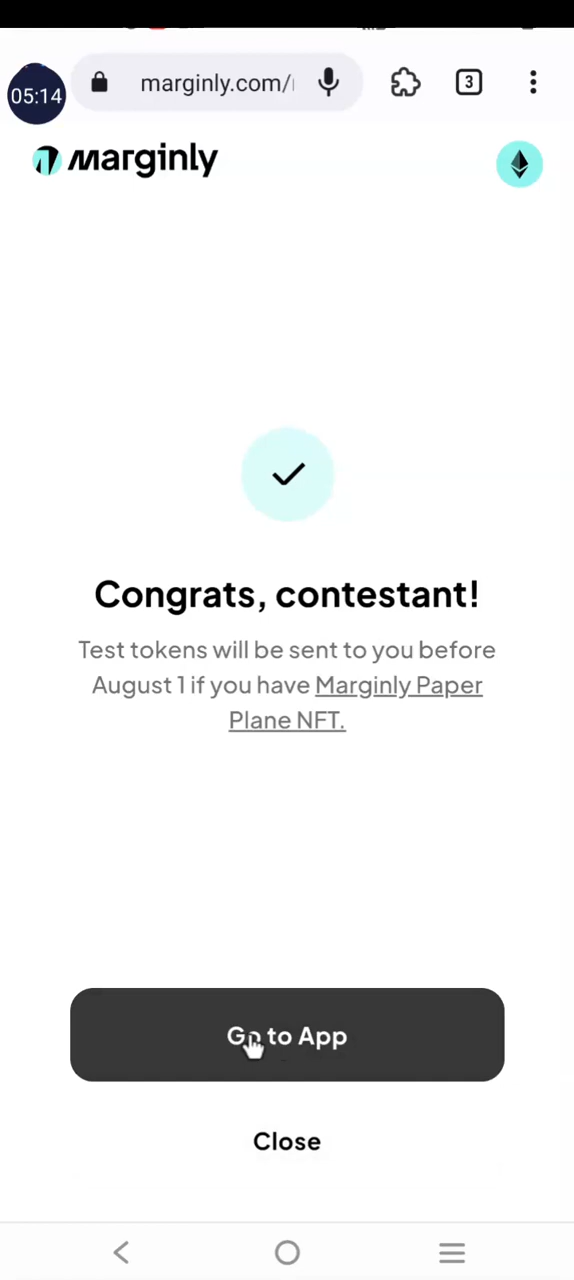 05:14
marginly.com/
3
marginly
Congrats, contestant!
Test tokens will be sent to you before
August 1 if you have Marginly Paper
Plane NFT.
Go to App
Close